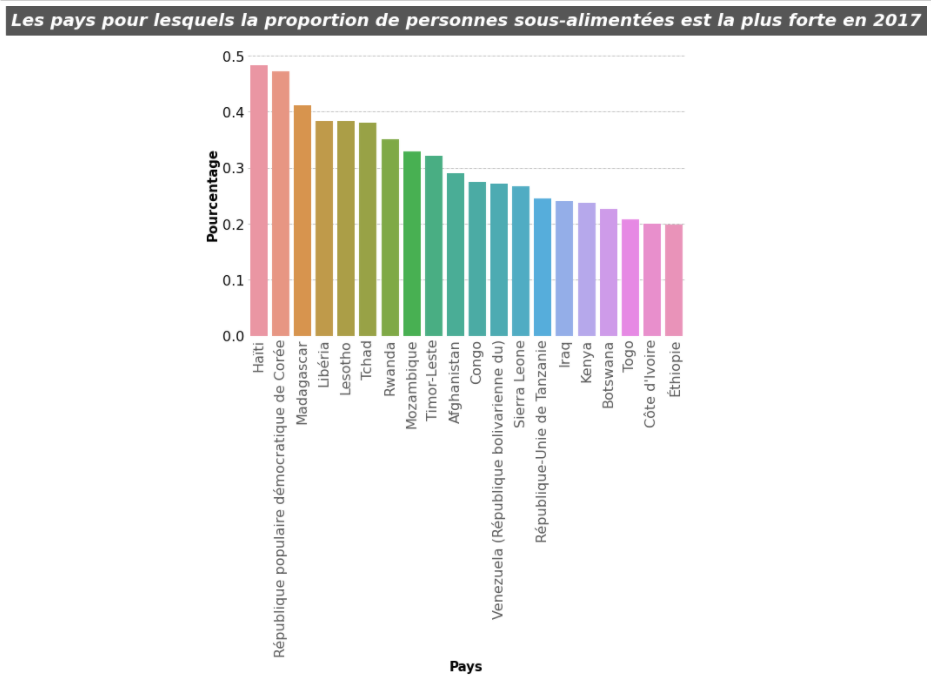 Les pays pour lesquels la proportion de personnes sous-alimentées est la plus forte en 2017
Pourcentage
0.5
0.4
0.3
0.2
0.1
0.0
Haïti
République populaire démocratique de Corée
Madagascar
Libéria
Lesotho
Tchad
Rwanda
Mozambique
Timor-Leste
Afghanistan
Congo
Venezuela (République bolivarienne du)
Sierra Leone
République-Unie de Tanzanie
Iraq
Kenya
Botswana
Togo
Côte d'Ivoire
Éthiopie
Pays